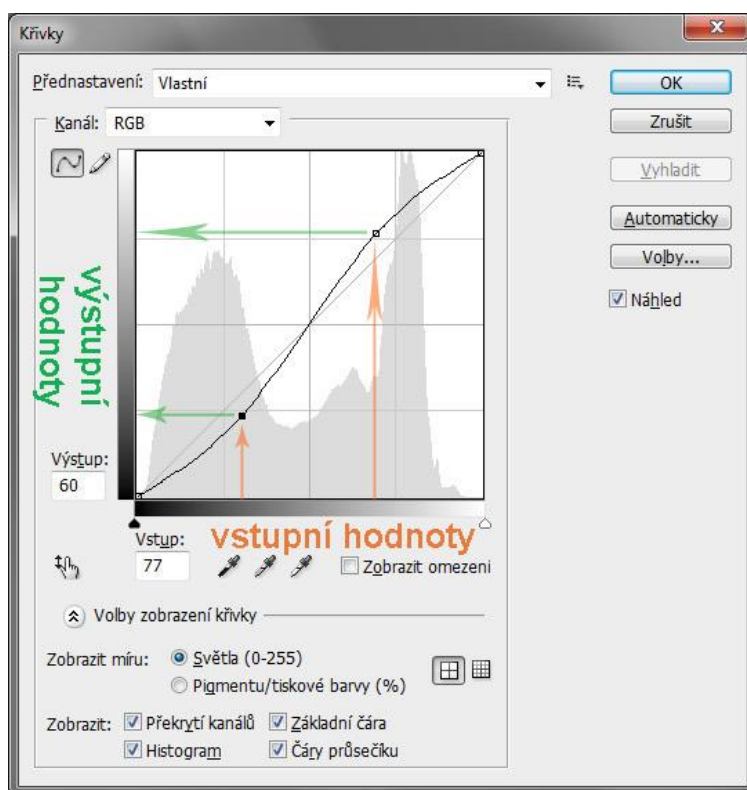 Křivky
Přednastavení: Vlastní
OK
Kanál: RGB
Zrušit
Vyhladit
Automaticky
Volby...
Náhled
výstupní
hodnoty
Výstup:
60
vstupní hodnoty
Vstup:
77
Zobrazit omezeni
Volby zobrazení křivky
Zobrazit míru: Světla (0-255)
Pigmentu/tiskové barvy (%)
Zobrazit: Překrytí kanálů Základní čára
Histogram Čáry průsečíku